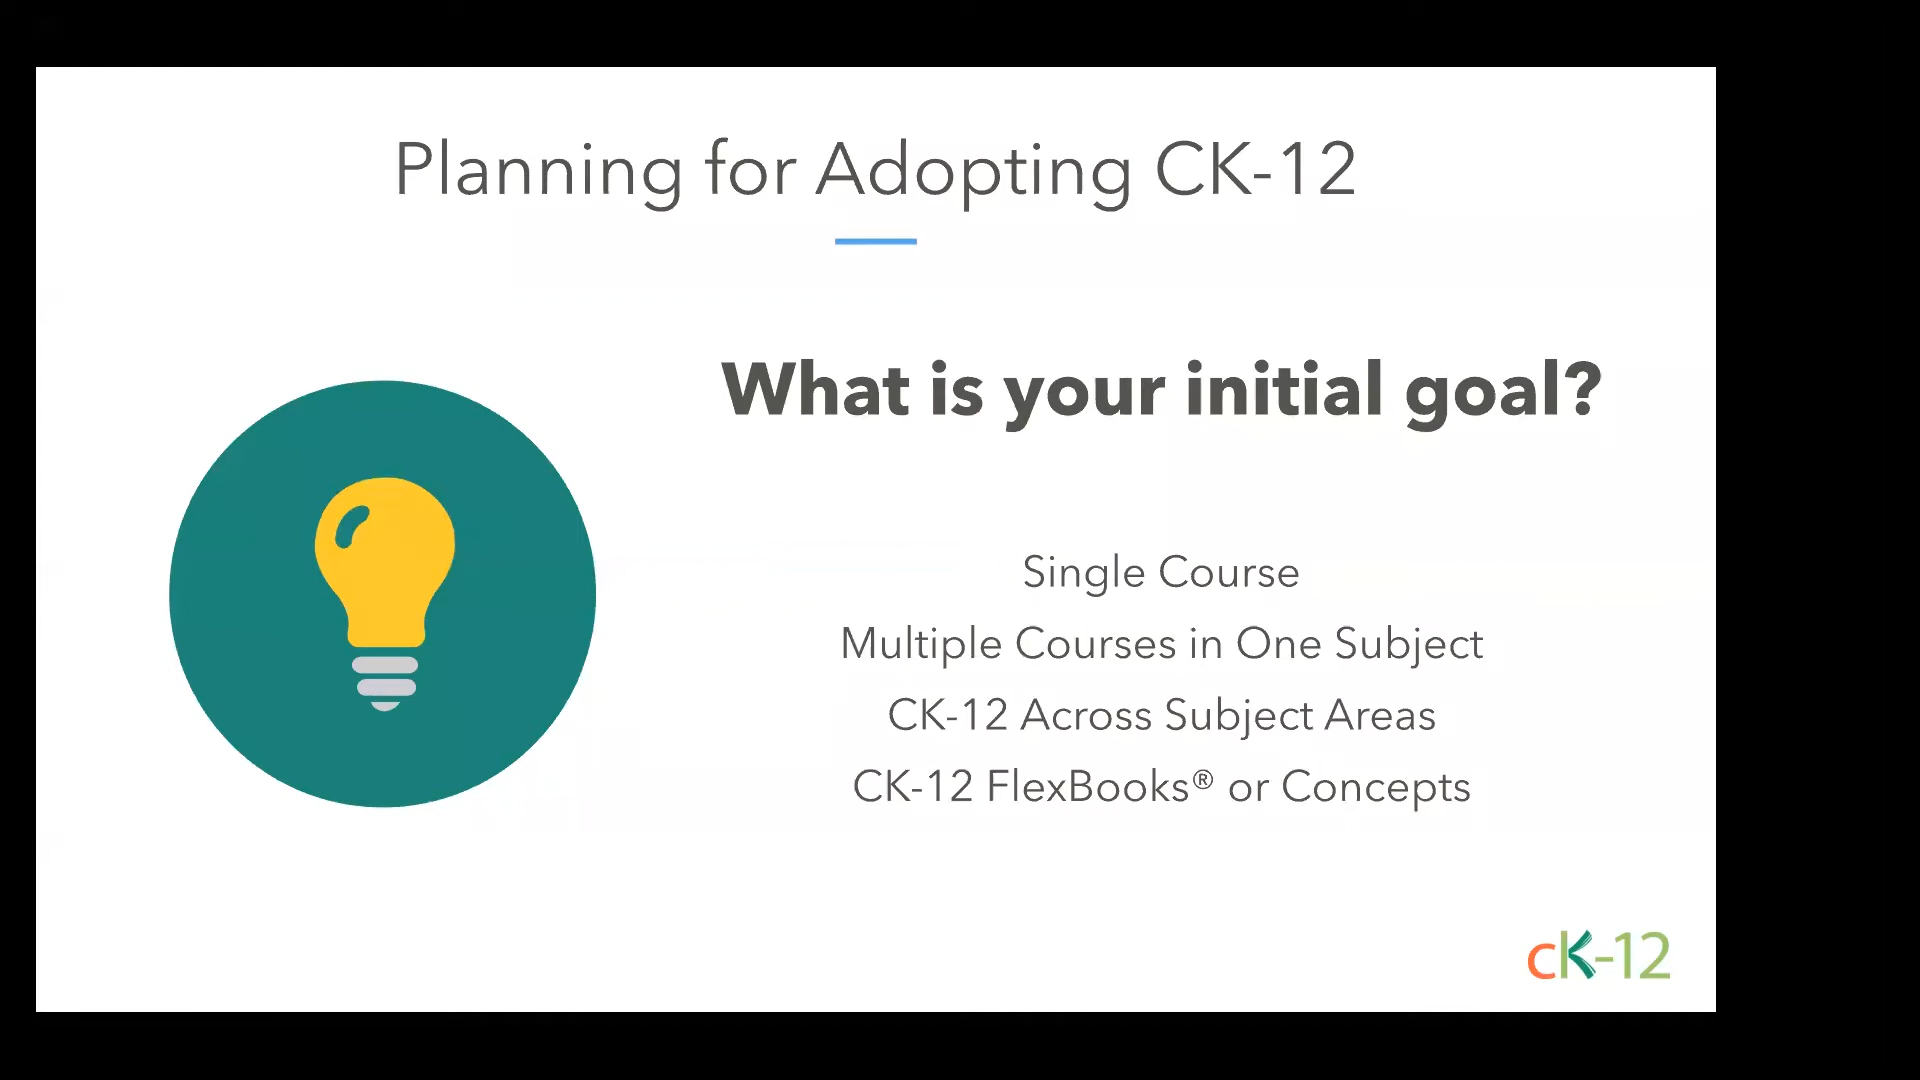 Planning for Adopting CK-12
What is your initial goal?
Single Course
Multiple Courses in One Subject
CK-12 Across Subject Areas
CK-12 FlexBooks® or Concepts
cK-12